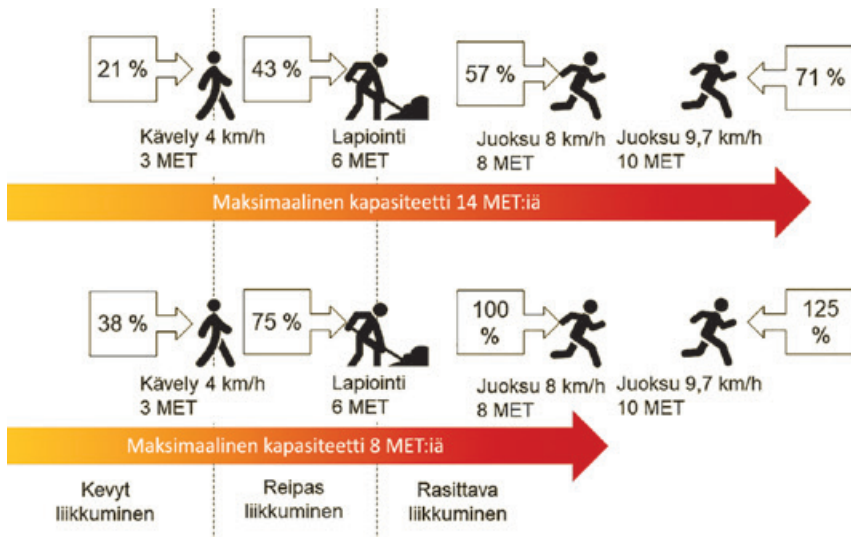 21 %
43 %
57 %
71 %
Kävely 4 km/h
3 MET
Lapiointi
6 MET
Juoksu 8 km/h
8 MET
Juoksu 9,7 km/h
10 MET
Maksimaalinen kapasiteetti 14 MET:iä
38 %
75 %
100
%
125
%
Kävely 4 km/h
3 MET
Lapiointi
6 MET
Juoksu 8 km/h
8 MET
Juoksu 9,7 km/h
10 MET
Maksimaalinen kapasiteetti 8 MET:iä
Kevyt
liikkuminen
Reipas
liikkuminen
Rasittava
liikkuminen